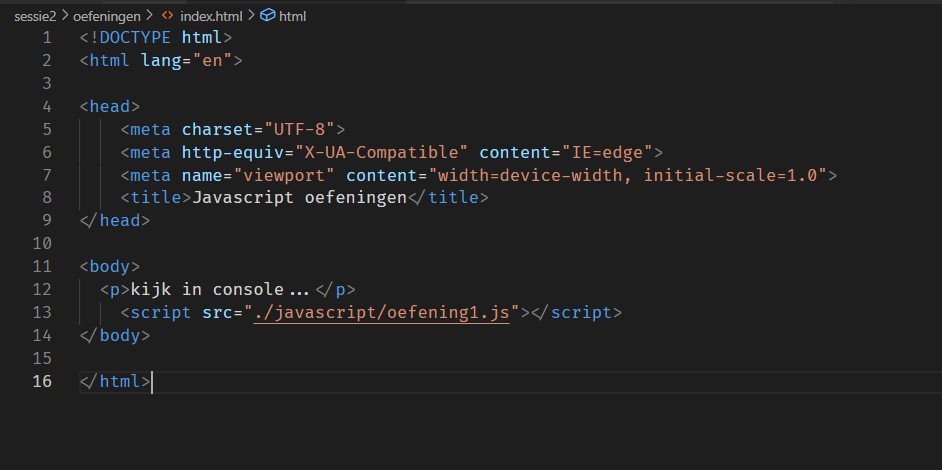 sessie2 > oefeningen > <> index.html > html
1 <!DOCTYPE html>
2 <html lang="en">
3
4 <head>
5 <meta charset="UTF-8">
6 <meta http-equiv="X-UA-Compatible" content="IE=edge">
7 <meta name="viewport" content="width=device-width, initial-scale=1.0">
8 <title>Javascript oefeningen</title>
9 </head>
10
11 <body>
12 <p>kijk in console...</p>
13 <script src="./javascript/oefening1.js"></script>
14 </body>
15
16 </html>